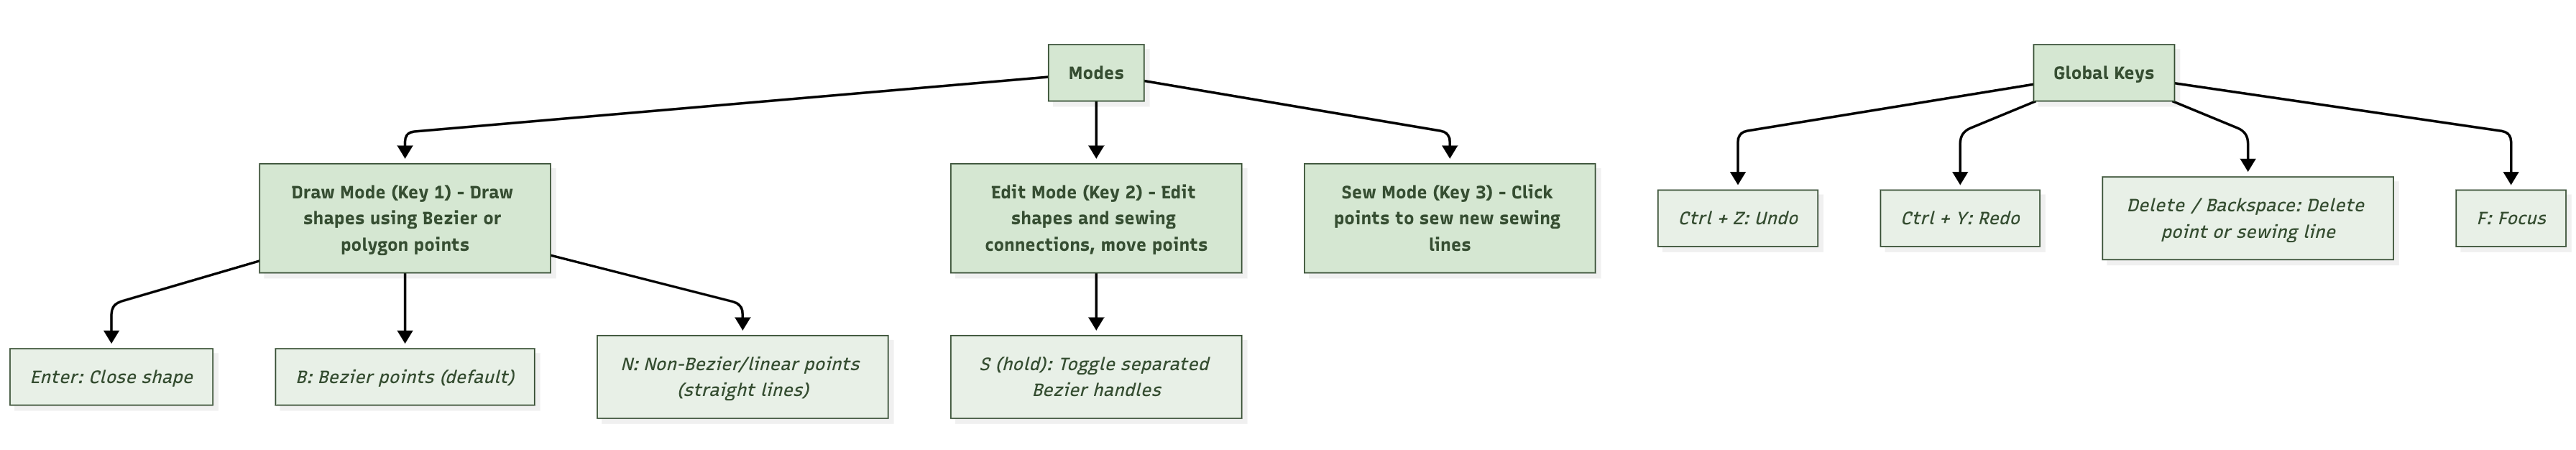 Modes
Global Keys
Draw Mode (Key 1) - Draw
shapes using Bezier or
polygon points
Edit Mode (Key 2) - Edit
shapes and sewing
connections, move points
Sew Mode (Key 3) - Click
points to sew new sewing
lines
Ctrl + Z: Undo
Ctrl + Y: Redo
Delete / Backspace: Delete
point or sewing line
F: Focus
Enter: Close shape
B: Bezier points (default)
N: Non-Bezier/linear points
(straight lines)
S (hold): Toggle separated
Bezier handles